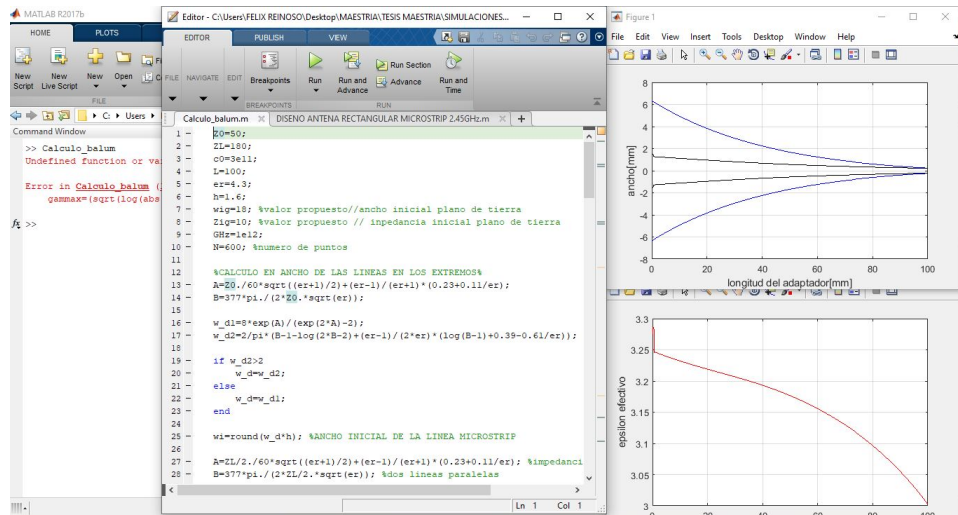 MATLAB R2017b
HOME
PLOTS
New Script
New Live Script
New
Open
FILE
C: ▸ Users ▸
Command Window
>> Calculo_balum
Undefined function or va
Error in Calculo_balum (
gammax=(sqrt(log(abs
fx >>
Editor - C:\Users\FELIX REINOSO\Desktop\MAESTRIA\TESIS MAESTRIA\SIMULACIONES...
EDITOR
PUBLISH
VIEW
FILE
NAVIGATE
EDIT
Breakpoints
Run
Run and Advance
Run Section
Advance
Run and Time
BREAKPOINTS
RUN
Calculo_balum.m
DISENO ANTENA RECTANGULAR MICROSTRIP 2.45GHz.m
1 - Z0=50;
2 - ZL=180;
3 - c0=3e11;
4 - L=100;
5 - er=4.3;
6 - h=1.6;
7 - wig=18; %valor propuesto//ancho inicial plano de tierra
8 - Zig=10; %valor propuesto // inpedancia inicial plano de tierra
9 - GHz=1e12;
10 - N=600; %numero de puntos
11
12 %CALCULO EN ANCHO DE LAS LINEAS EN LOS EXTREMOS%
13 - A=Z0./60*sqrt((er+1)/2)+(er-1)/(er+1)*(0.23+0.11/er);
14 - B=377*pi./(2*Z0.*sqrt(er));
15
16 - w_d1=8*exp(A)/(exp(2*A)-2);
17 - w_d2=2/pi*(B-1-log(2*B-2)+(er-1)/(2*er)*(log(B-1)+0.39-0.61/er));
18
19 - if w_d2>2
20 - w_d=w_d2;
21 - else
22 - w_d=w_d1;
23 - end
24
25 - wi=round(w_d*h); %ANCHO INICIAL DE LA LINEA MICROSTRIP
26
27 - A=ZL/2./60*sqrt((er+1)/2)+(er-1)/(er+1)*(0.23+0.11/er); %impedanci
28 - B=377*pi./(2*ZL/2.*sqrt(er)); %dos lineas paralelas
Ln 1 Col 1
Figure 1
File Edit View Insert Tools Desktop Window Help
8
6
4
2
0
-2
-4
-6
-8
ancho[mm]
0 20 40 60 80 100
longitud del adaptador[mm]
3.3
3.25
3.2
3.15
3.1
3.05
3
epsilon efectivo
0 20 40 60 80 100